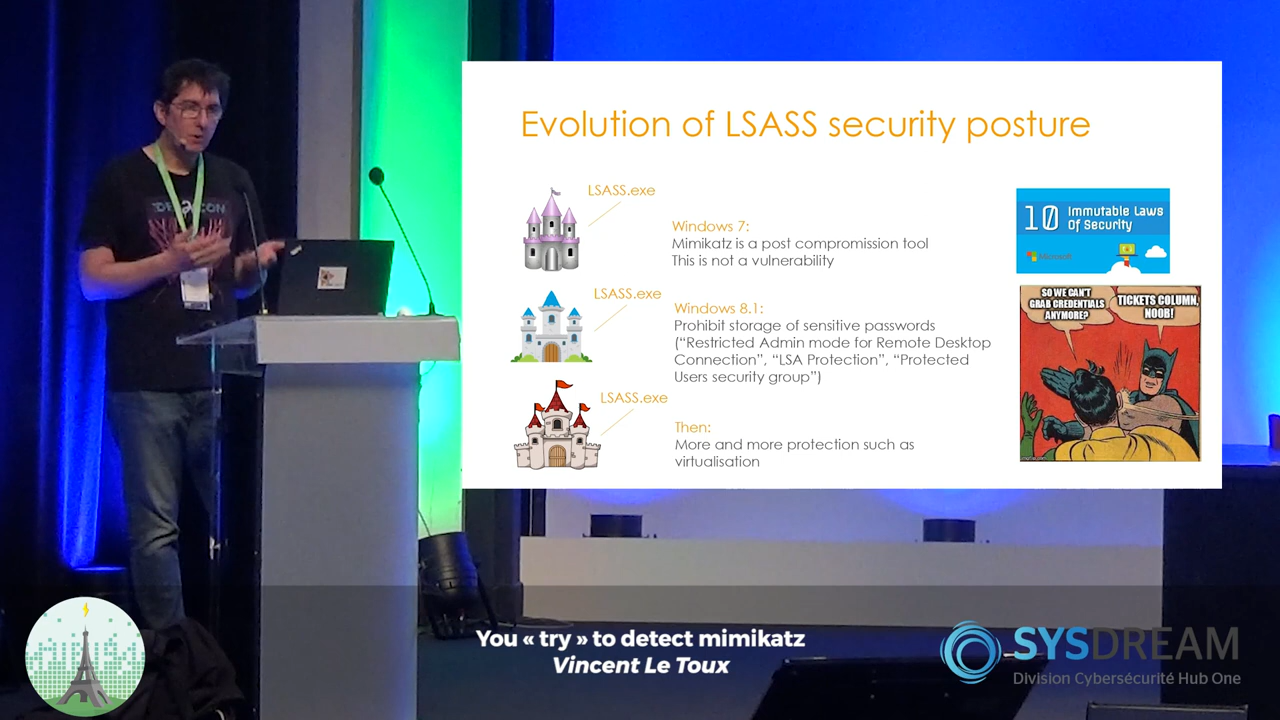 Evolution of LSASS security posture
LSASS.exe
Windows 7:
Mimikatz is a post compromission tool
This is not a vulnerability
LSASS.exe
Windows 8.1:
Prohibit storage of sensitive passwords
(“Restricted Admin mode for Remote Desktop
Connection”, “LSA Protection”, “Protected
Users security group”)
LSASS.exe
Then:
More and more protection such as
virtualisation
10 Immutable Laws
Of Security
Microsoft
SO WE CAN'T
GRAB CREDENTIALS
ANYMORE?
TICKETS COLUMN,
NOOB!
You « try » to detect mimikatz
Vincent Le Toux
SYSDREAM
Division Cybersécurité Hub One